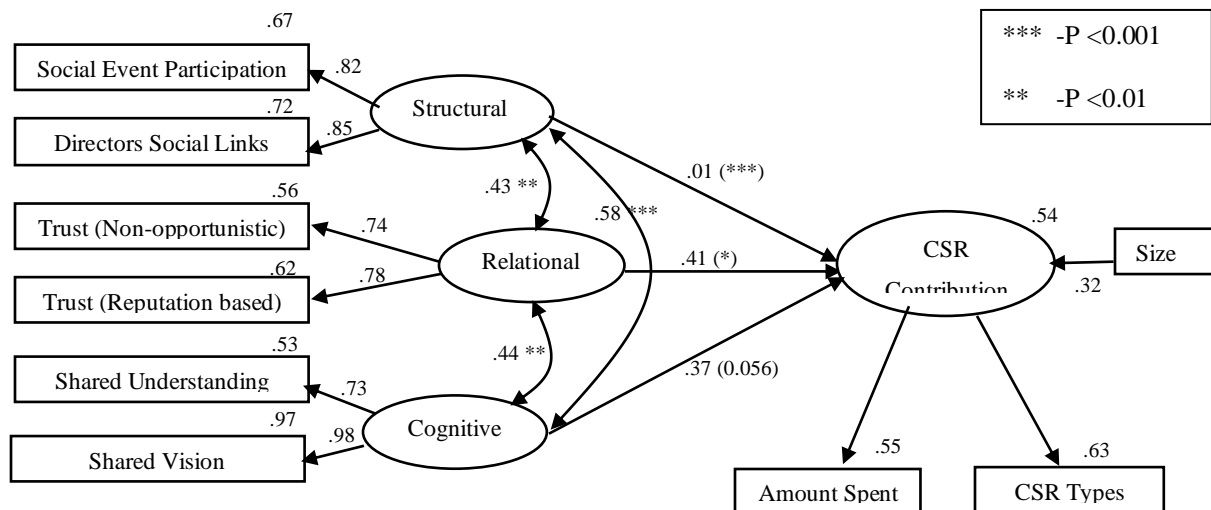 .67
Social Event Participation
.82
.72
Directors Social Links
.85
Structural
*** -P <0.001
** -P <0.01
.43 **
.58 ***
.01 (***)
.56
Trust (Non-opportunistic)
.74
.62
Trust (Reputation based)
.78
Relational
.41 (*)
.54
CSR
Contribution
Size
.32
.44 **
.37 (0.056)
.53
Shared Understanding
.73
.97
Shared Vision
.98
Cognitive
.55
Amount Spent
.63
CSR Types